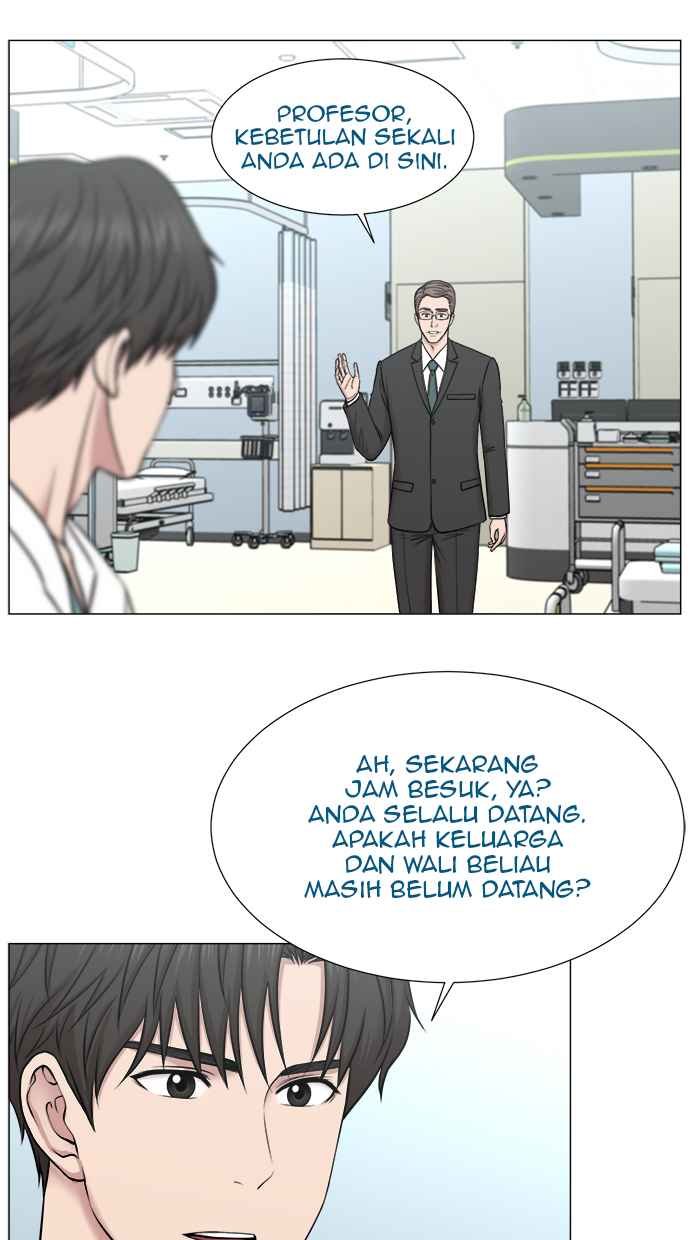 PROFESOR,
KEBETULAN SEKALI
ANDA ADA DI SINI.
AH, SEKARANG
JAM BESUK, YA?
ANDA SELALU DATANG.
APAKAH KELUARGA
DAN WALI BELIAU
MASIH BELUM DATANG?